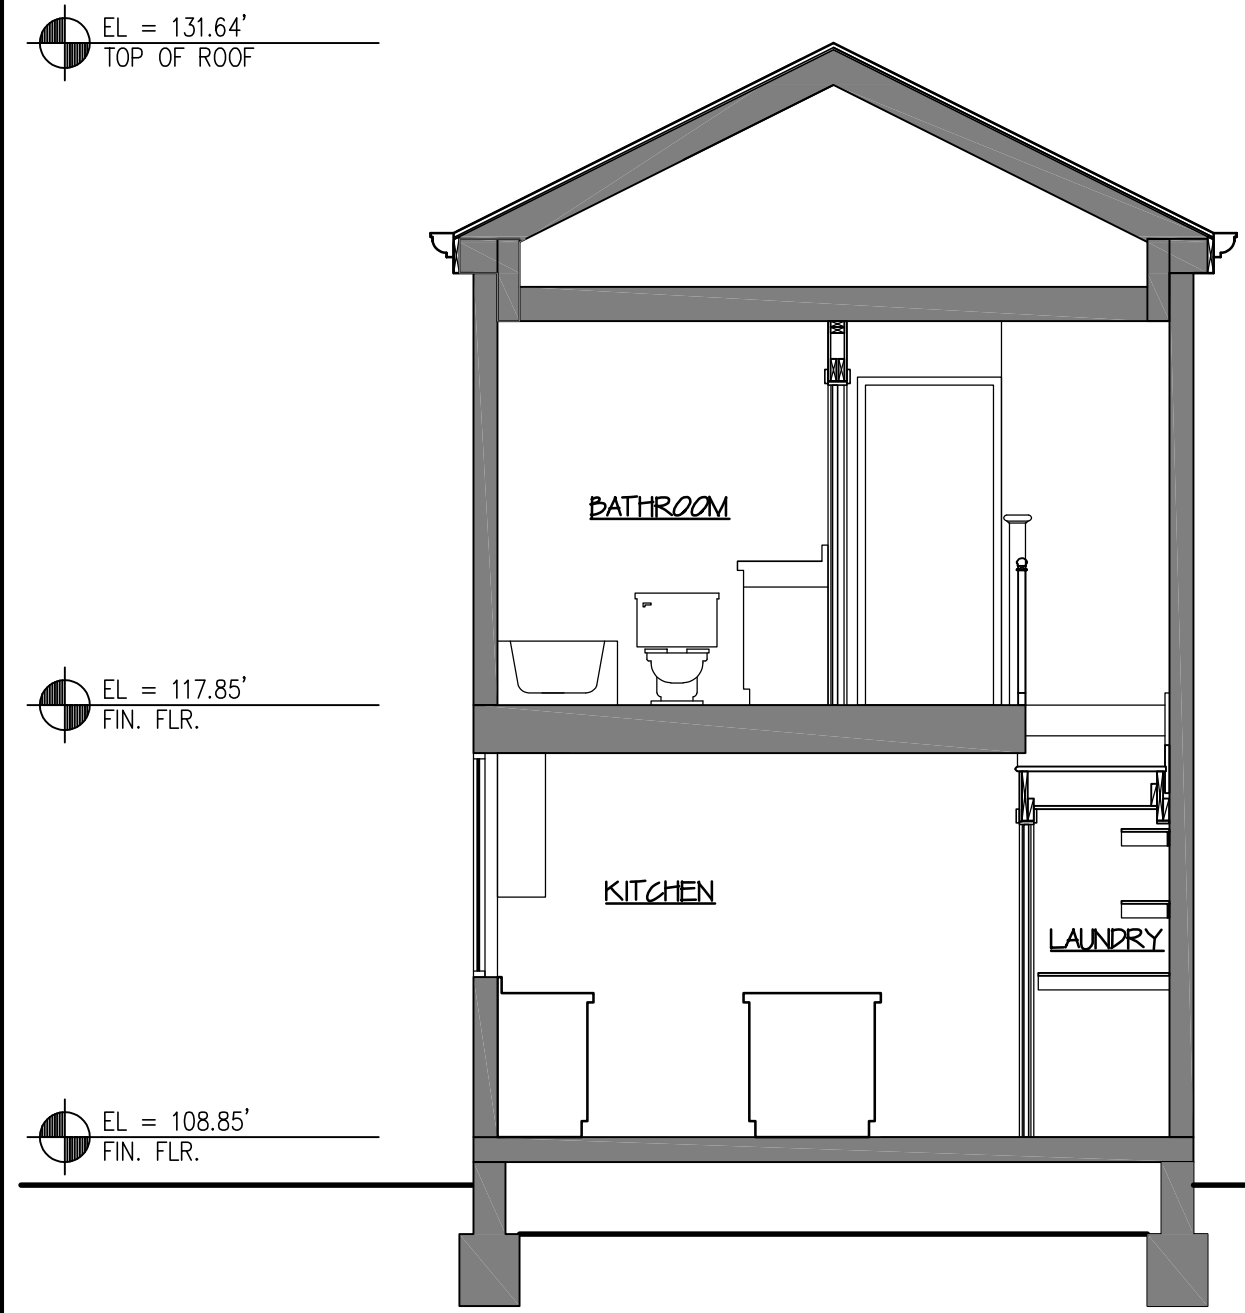 EL = 131.64'
TOP OF ROOF
BATHROOM
EL = 117.85'
FIN. FLR.
KITCHEN
LAUNDRY
EL = 108.85'
FIN. FLR.